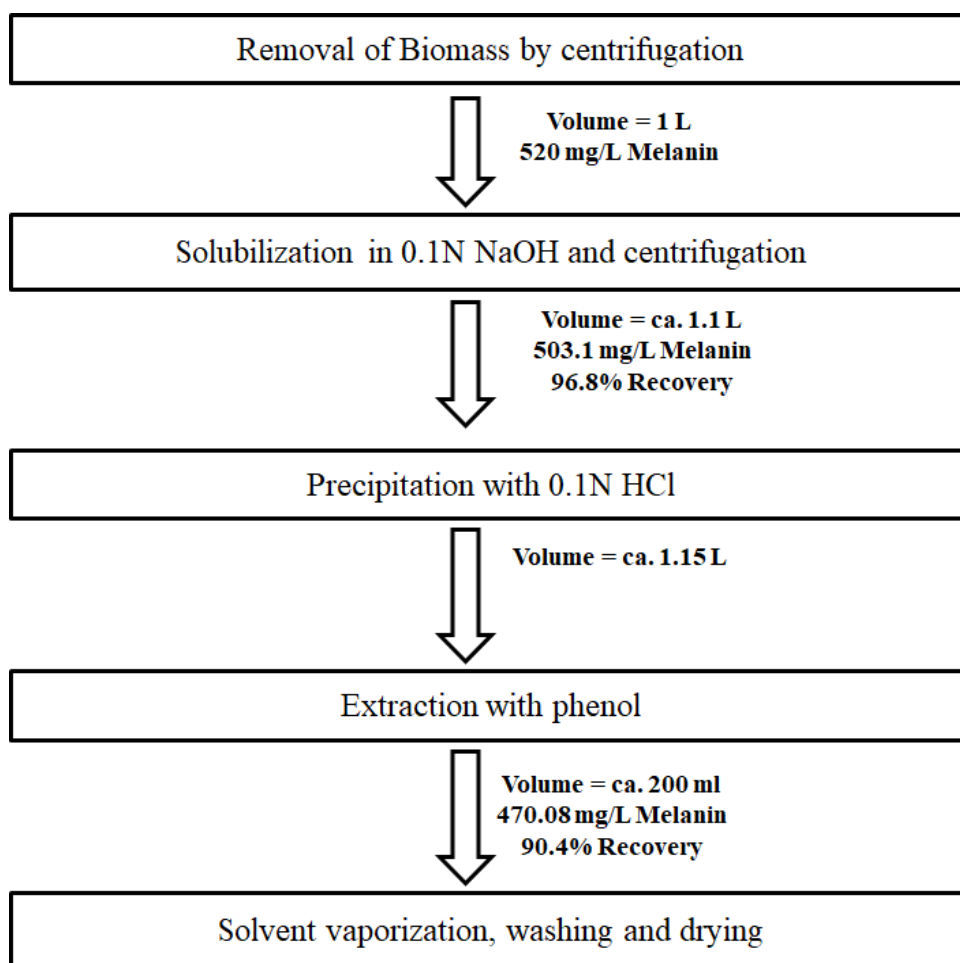 Removal of Biomass by centrifugation
Volume = 1 L
520 mg/L Melanin
Solubilization in 0.1N NaOH and centrifugation
Volume = ca. 1.1 L
503.1 mg/L Melanin
96.8% Recovery
Precipitation with 0.1N HCl
Volume = ca. 1.15 L
Extraction with phenol
Volume = ca. 200 ml
470.08 mg/L Melanin
90.4% Recovery
Solvent vaporization, washing and drying